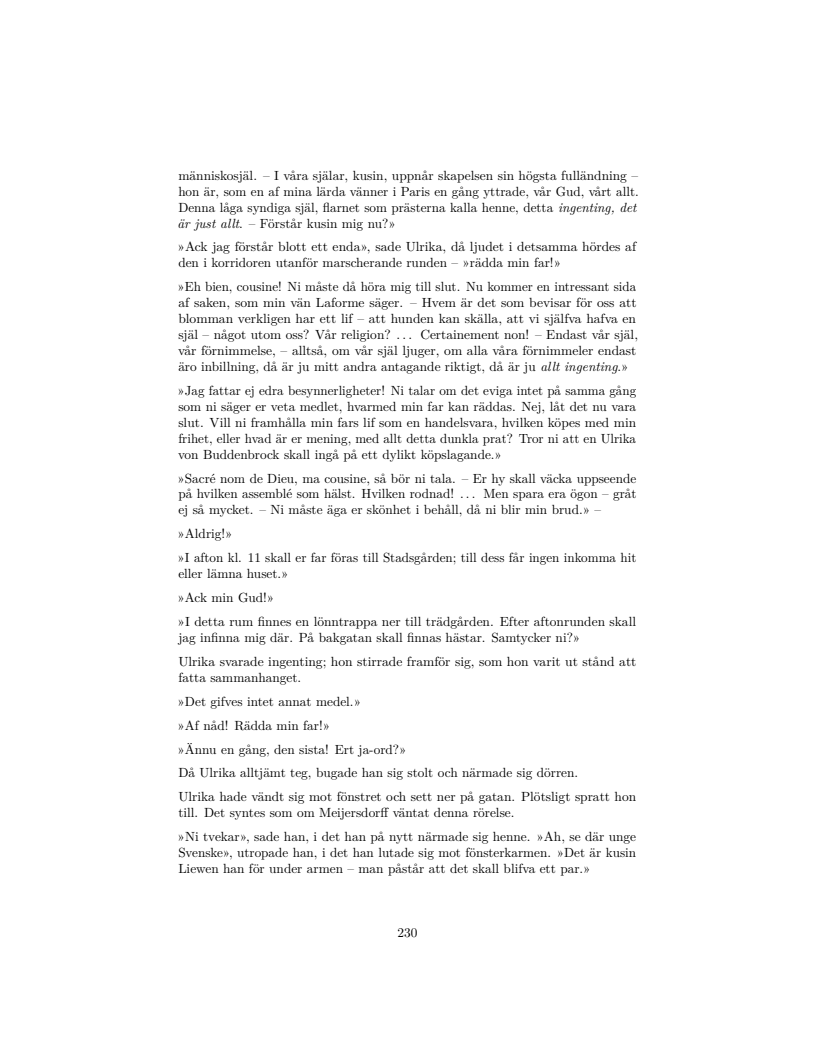 människosjäl. – I våra själar, kusin, uppnår skapelsen sin högsta fulländning –
hon är, som en af mina lärda vänner i Paris en gång yttrade, vår Gud, vårt allt.
Denna låga syndiga själ, flarnet som prästerna kalla henne, detta ingenting, det
är just allt. – Förstår kusin mig nu?»
»Ack jag förstår blott ett enda», sade Ulrika, då ljudet i detsamma hördes af
den i korridoren utanför marscherande runden – »rädda min far!»
»Eh bien, cousine! Ni måste då höra mig till slut. Nu kommer en intressant sida
af saken, som min vän Laforme säger. – Hvem är det som bevisar för oss att
blomman verkligen har ett lif – att hunden kan skälla, att vi själfva hafva en
själ – något utom oss? Vår religion? ... Certainement non! – Endast vår själ,
vår förnimmelse, – alltså, om vår själ ljuger, om alla våra förnimmeler endast
äro inbillning, då är ju mitt andra antagande riktigt, då är ju allt ingenting.»
»Jag fattar ej edra besynnerligheter! Ni talar om det eviga intet på samma gång
som ni säger er veta medlet, hvarmed min far kan räddas. Nej, låt det nu vara
slut. Vill ni framhålla min fars lif som en handelsvara, hvilken köpes med min
frihet, eller hvad är er mening, med allt detta dunkla prat? Tror ni att en Ulrika
von Buddenbrock skall ingå på ett dylikt köpslagande.»
»Sacré nom de Dieu, ma cousine, så bör ni tala. – Er hy skall väcka uppseende
på hvilken assemblé som hälst. Hvilken rodnad! ... Men spara era ögon – gråt
ej så mycket. – Ni måste äga er skönhet i behåll, då ni blir min brud.» –
»Aldrig!»
»I afton kl. 11 skall er far föras till Stadsgården; till dess får ingen inkomma hit
eller lämna huset.»
»Ack min Gud!»
»I detta rum finnes en lönntrappa ner till trädgården. Efter aftonrunden skall
jag infinna mig där. På bakgatan skall finnas hästar. Samtycker ni?»
Ulrika svarade ingenting; hon stirrade framför sig, som hon varit ut stånd att
fatta sammanhanget.
»Det gifves intet annat medel.»
»Af nåd! Rädda min far!»
»Ännu en gång, den sista! Ert ja-ord?»
Då Ulrika alltjämt teg, bugade han sig stolt och närmade sig dörren.
Ulrika hade vändt sig mot fönstret och sett ner på gatan. Plötsligt spratt hon
till. Det syntes som om Meijersdorff väntat denna rörelse.
»Ni tvekar», sade han, i det han på nytt närmade sig henne. »Ah, se där unge
Svenske», utropade han, i det han lutade sig mot fönsterkarmen. »Det är kusin
Liewen han för under armen – man påstår att det skall blifva ett par.»
230